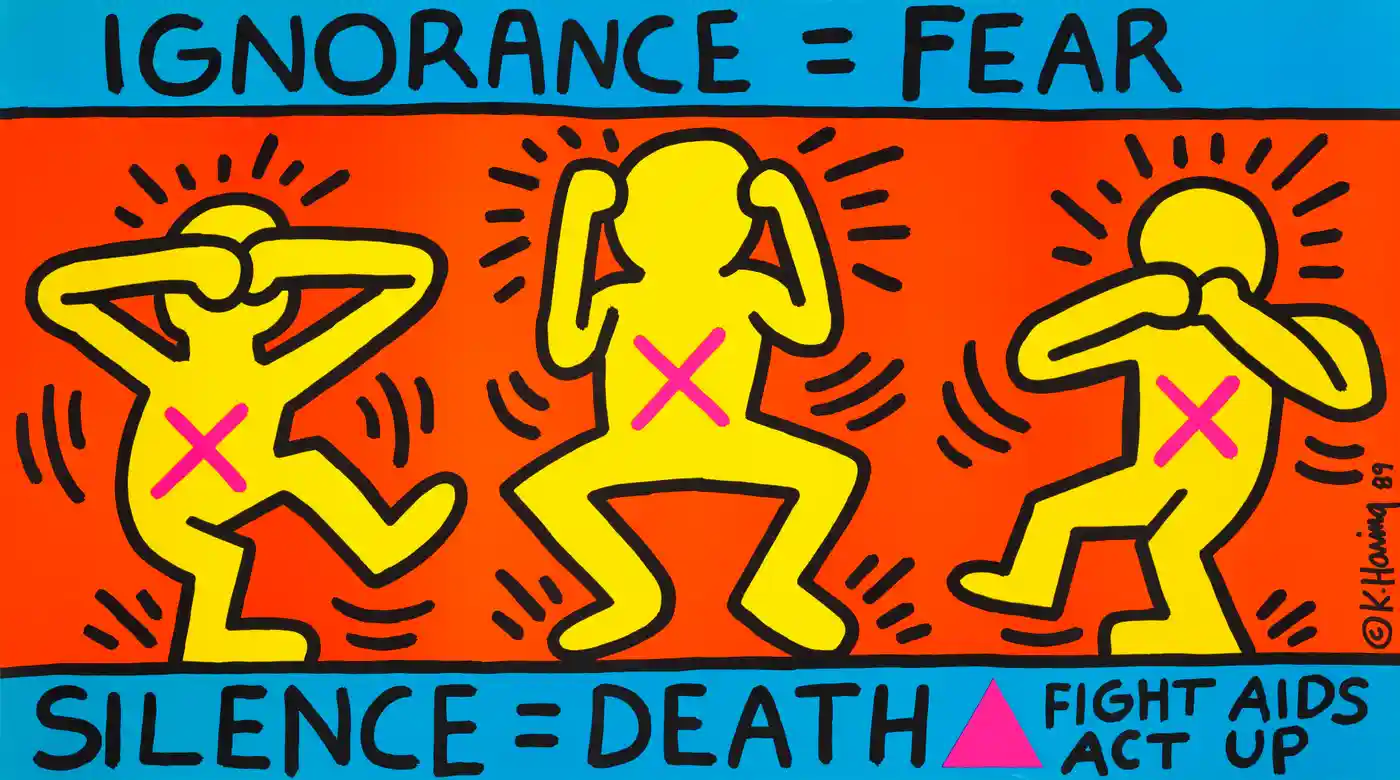 IGNORANCE = FEAR
© K. Haring 89
SILENCE = DEATH
FIGHT AIDS
ACT UP